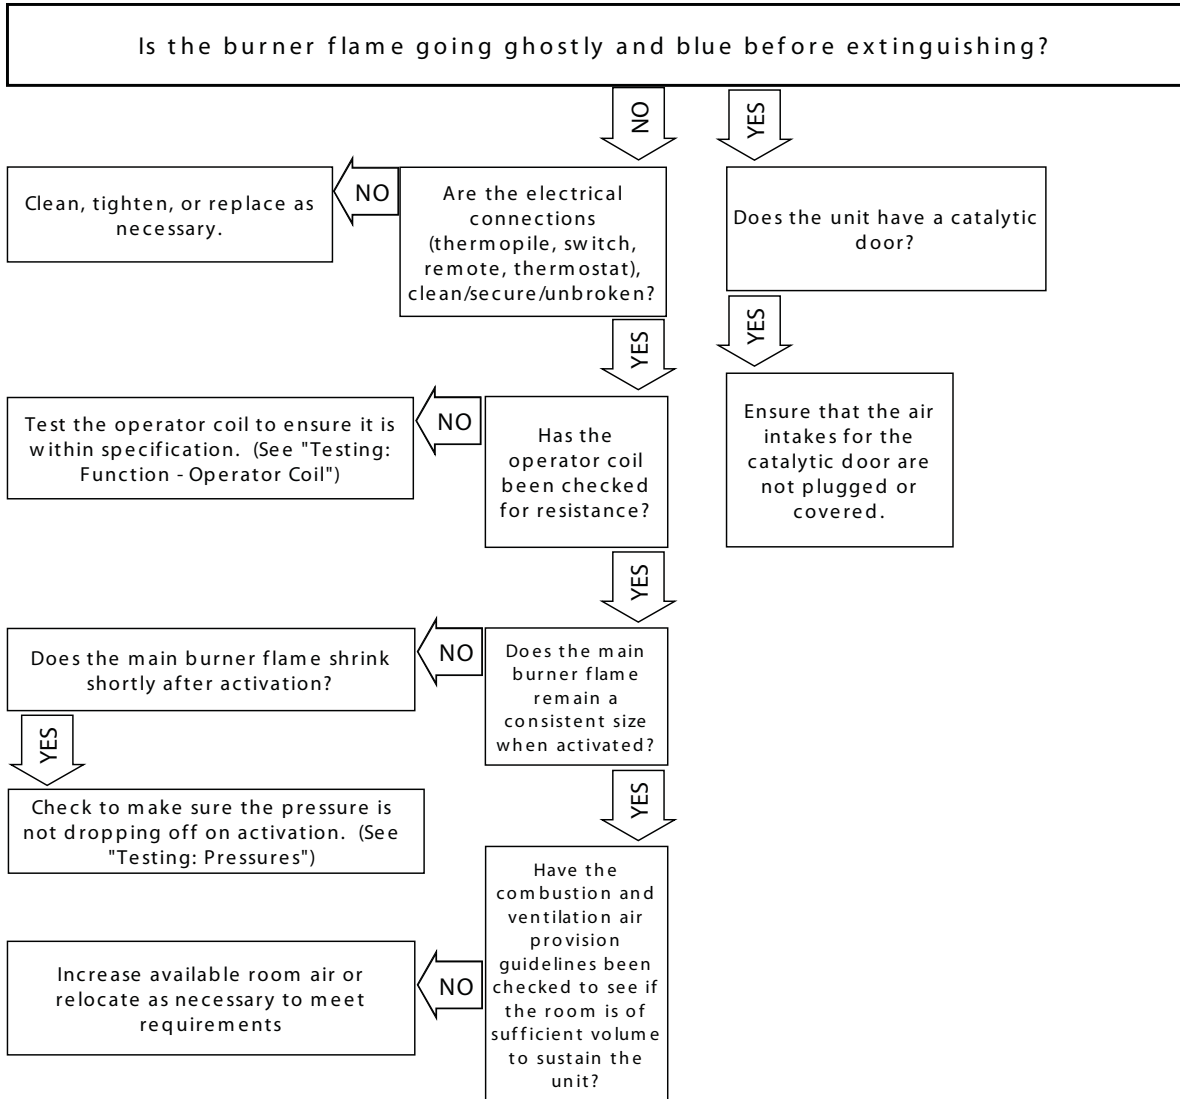 Is the burner flame going ghostly and blue before extinguishing?
NO
YES
Clean, tighten, or replace as
necessary.
NO
Are the electrical
connections
(thermopile, switch,
remote, thermostat),
clean/secure/unbroken?
Does the unit have a catalytic
door?
YES
YES
Test the operator coil to ensure it is
within specification. (See "Testing:
Function - Operator Coil")
NO
Has the
operator coil
been checked
for resistance?
Ensure that the air
intakes for the
catalytic door are
not plugged or
covered.
YES
Does the main burner flame shrink
shortly after activation?
NO
Does the main
burner flame
remain a
consistent size
when activated?
YES
YES
Check to make sure the pressure is
not dropping off on activation. (See
"Testing: Pressures")
Have the
combustion and
ventilation air
provision
guidelines been
checked to see if
the room is of
sufficient volume
to sustain the
unit?
NO
Increase available room air or
relocate as necessary to meet
requirements